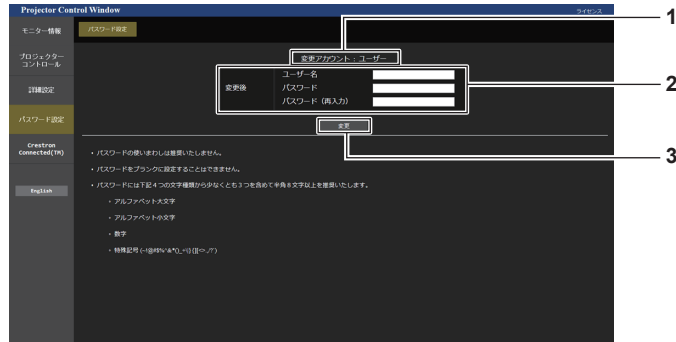 Projector Control Window
ライセンス
モニター情報
プロジェクター
コントロール
詳細設定
パスワード設定
Crestron
Connected(TM)
English
パスワード設定
変更アカウント：ユーザー
1
変更後
ユーザー名
パスワード
パスワード（再入力）
2
変更
3
・パスワードの使いまわしは推奨いたしません。
・パスワードをブランクに設定することはできません。
・パスワードには下記４つの文字種類から少なくとも３つを含めて半角８文字以上を推奨いたします。
・アルファベット大文字
・アルファベット小文字
・数字
・特殊記号